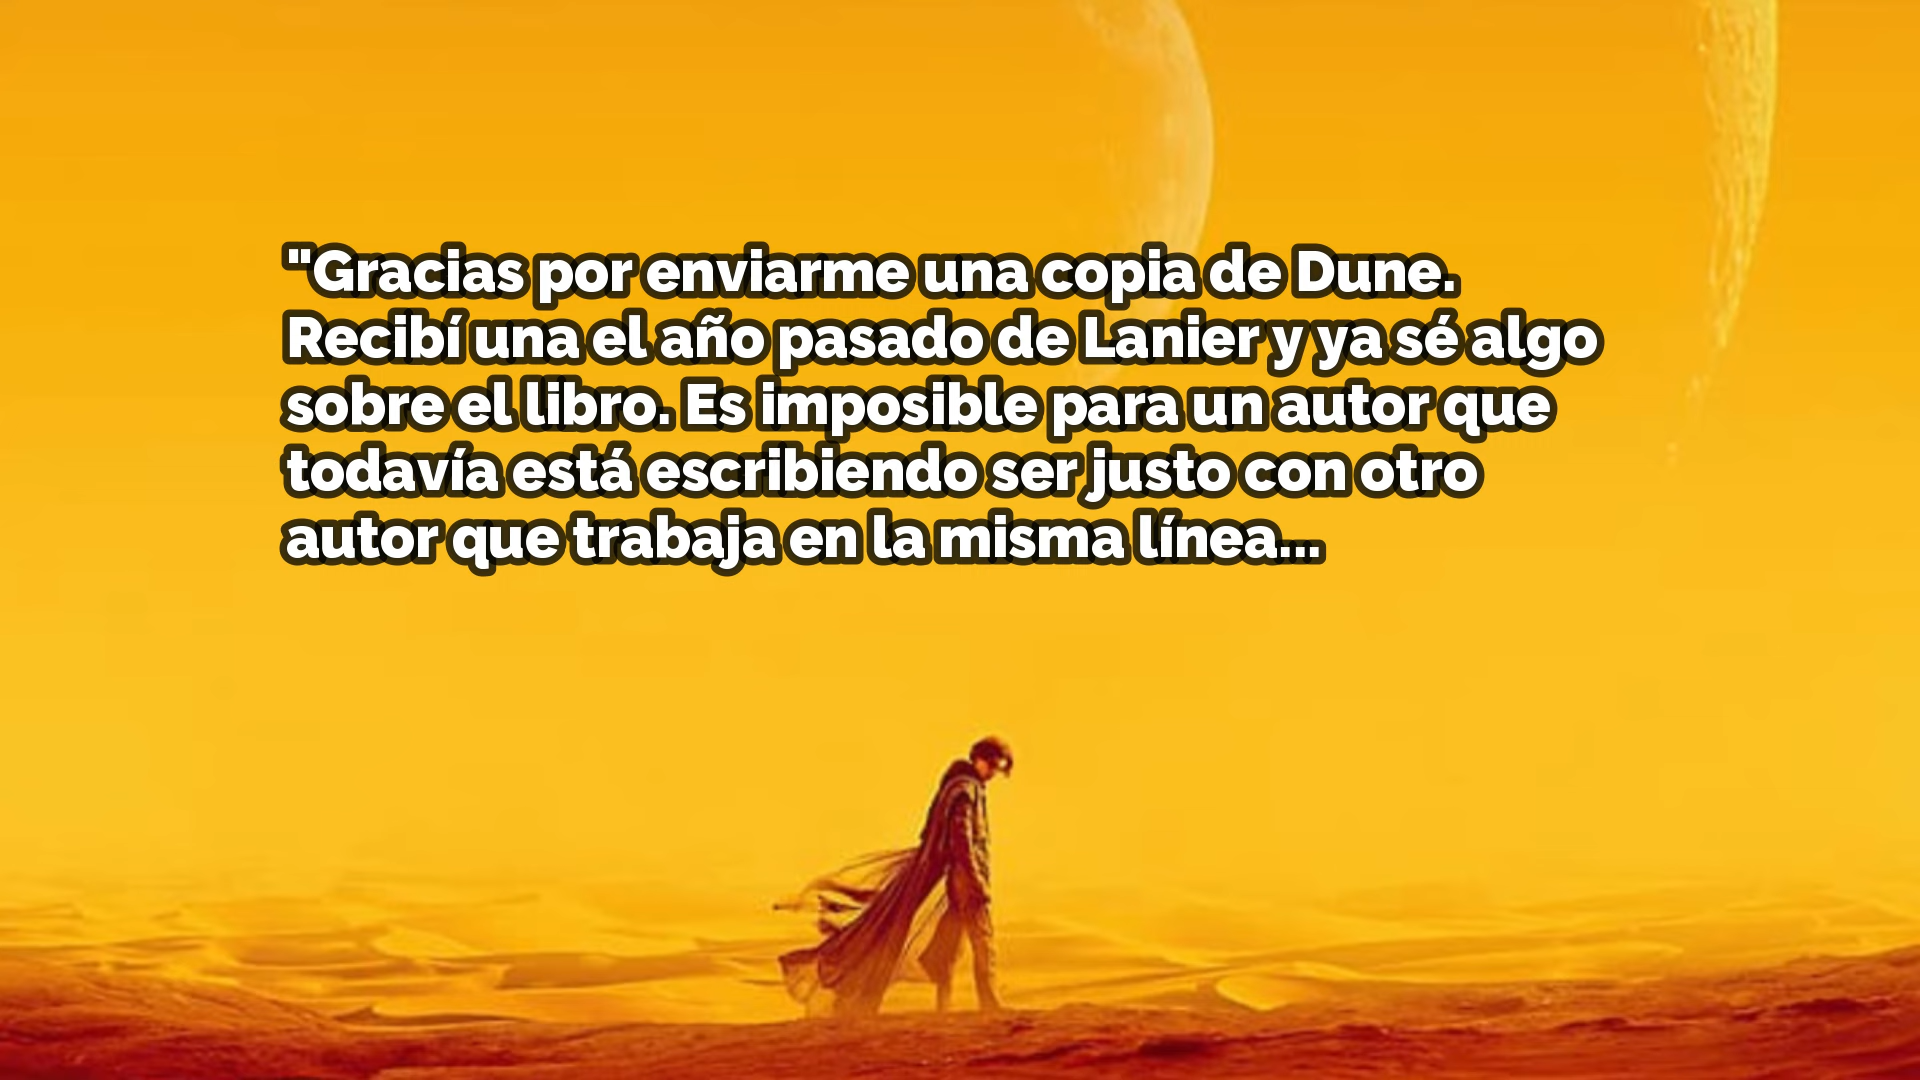 "Gracias por enviarme una copia de Dune.
Recibí una el año pasado de Lanier y ya sé algo
sobre el libro. Es imposible para un autor que
todavía está escribiendo ser justo con otro
autor que trabaja en la misma línea...